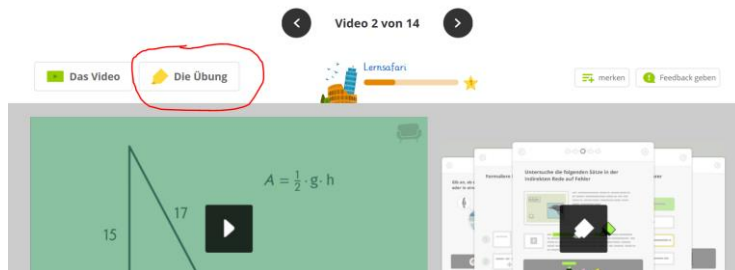 Video 2 von 14
Das Video
Die Übung
Lernsafari
merken
Feedback geben
A = 1/2 · g · h
15
17
Untersuche die folgenden Sätze in der
indirekten Rede auf Fehler